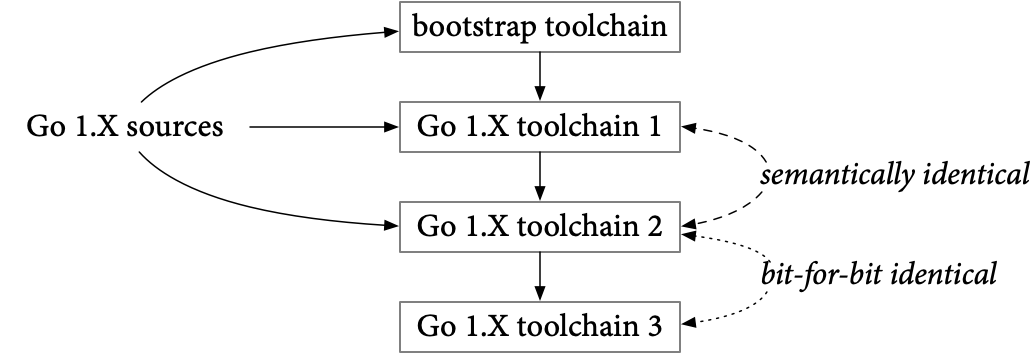 bootstrap toolchain
Go 1.X sources
Go 1.X toolchain 1
semantically identical
Go 1.X toolchain 2
bit-for-bit identical
Go 1.X toolchain 3